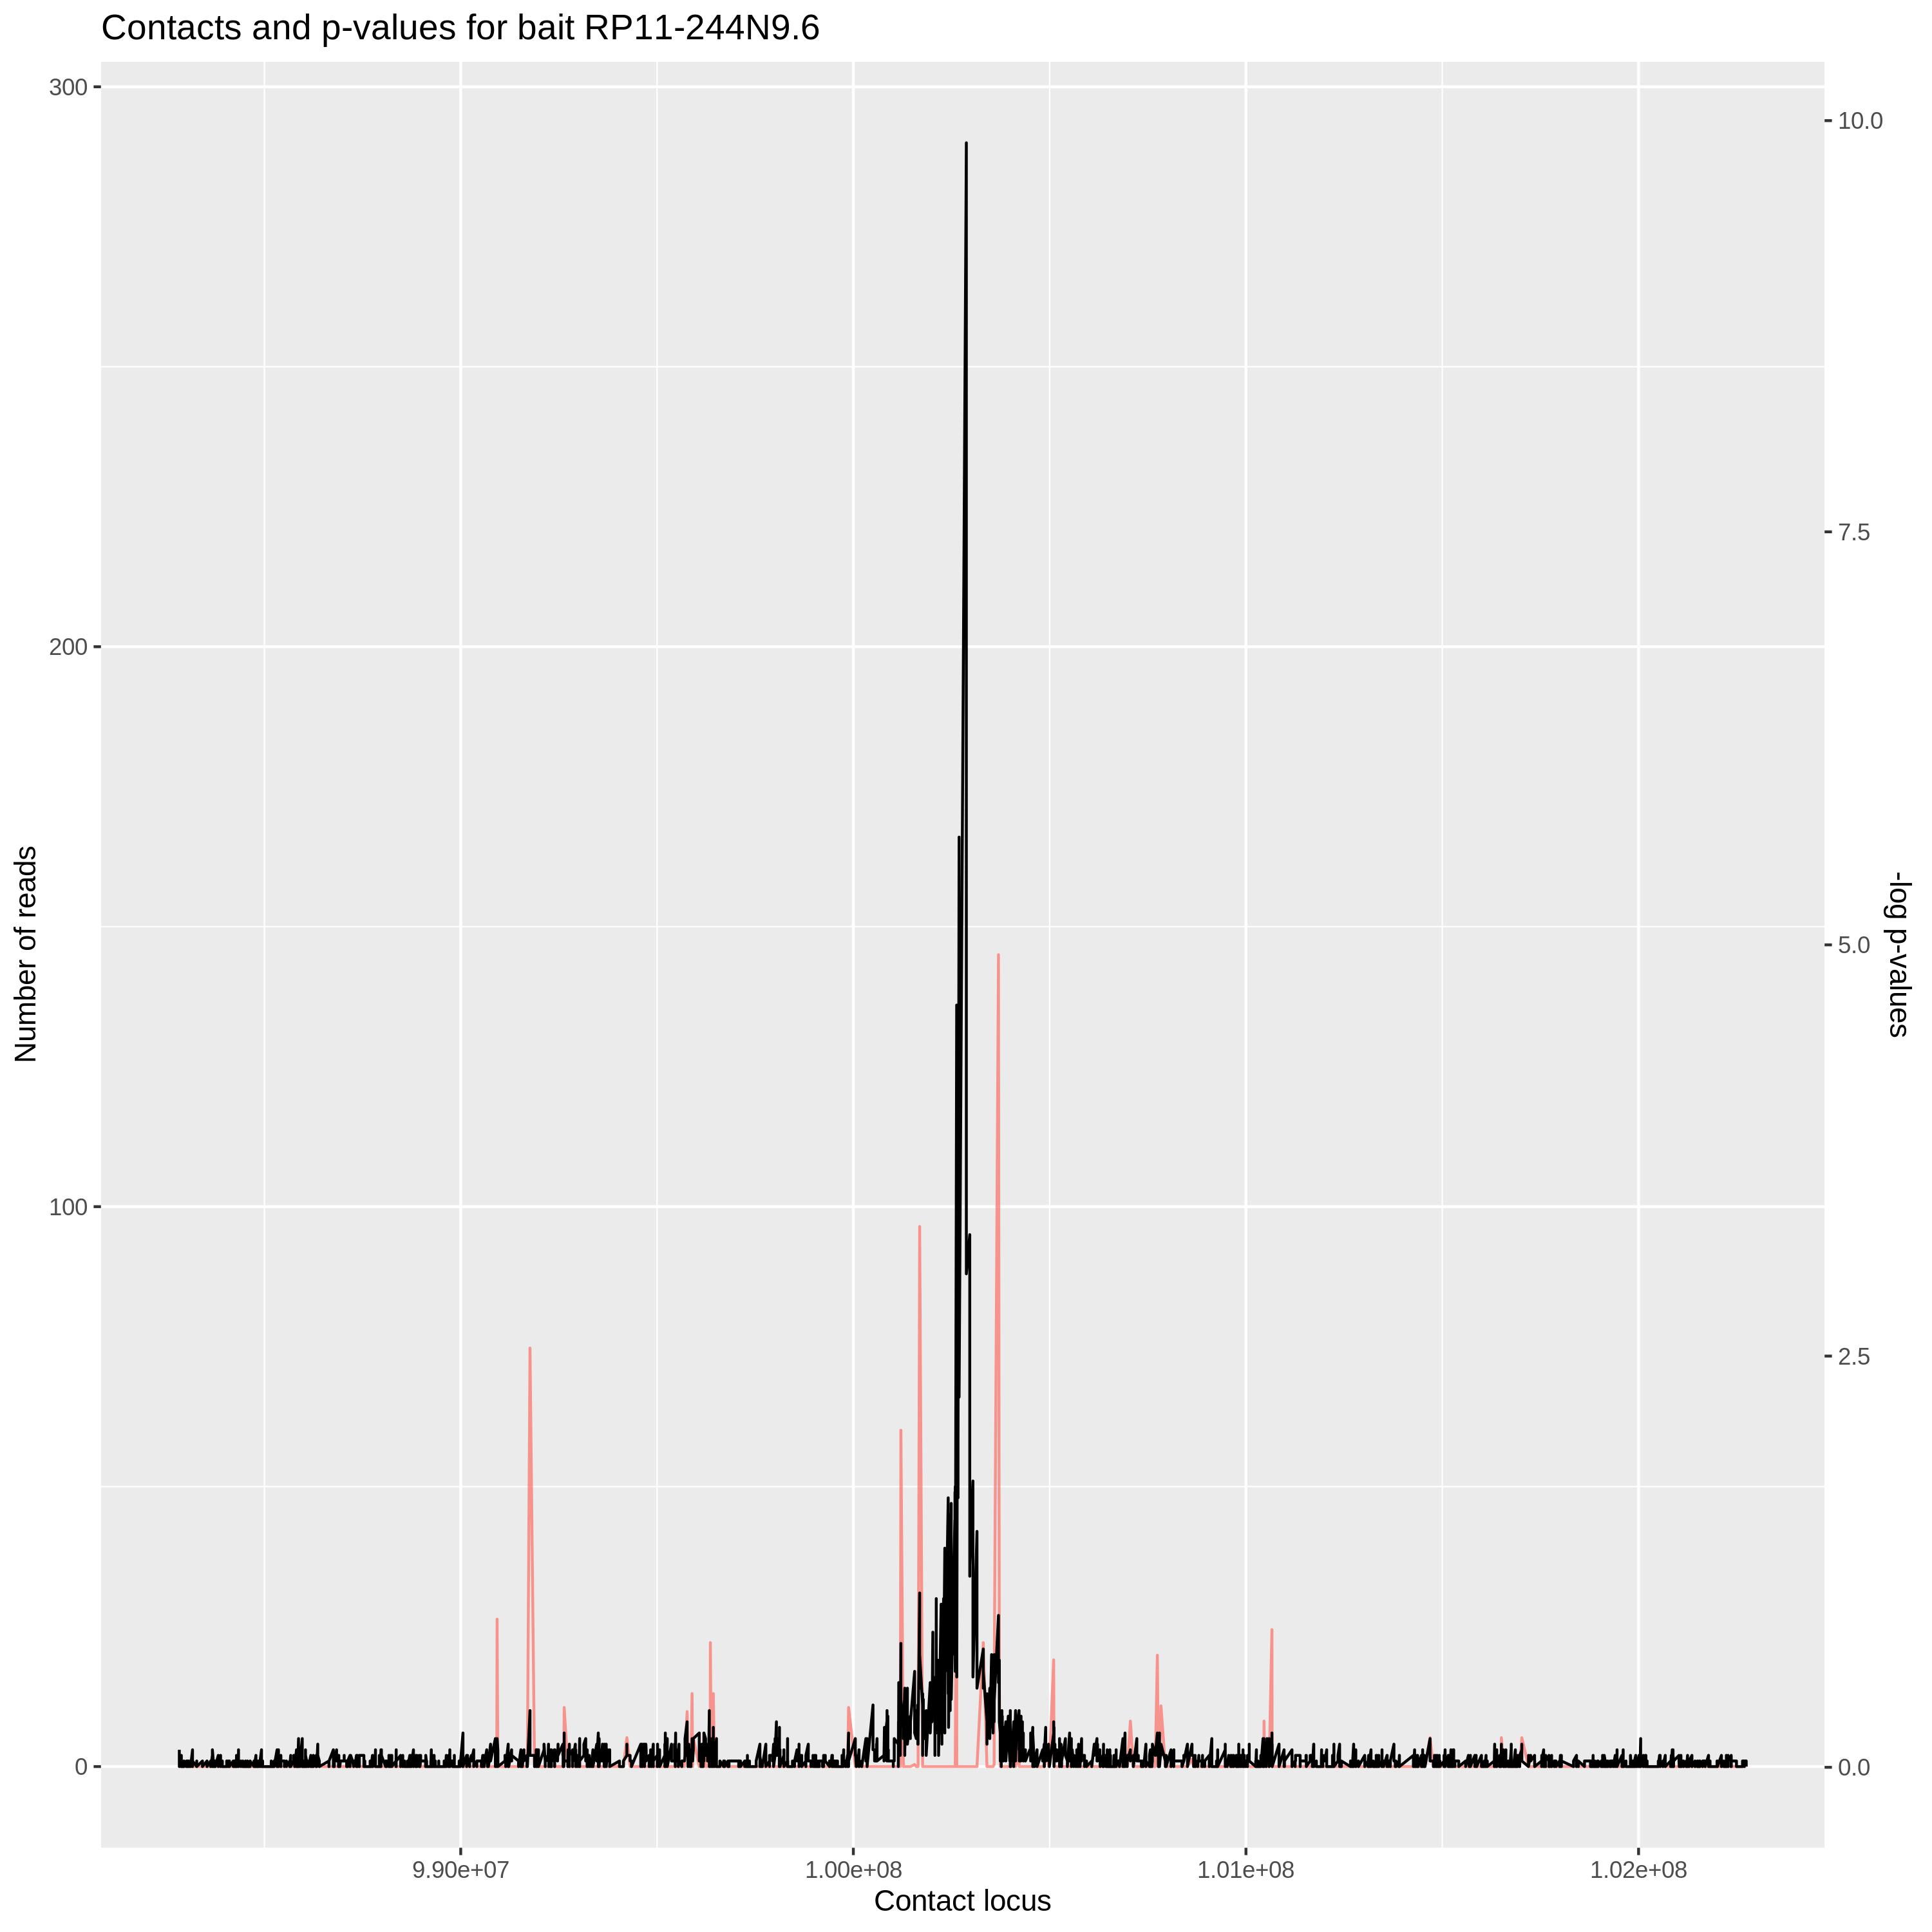 Contacts and p-values for bait RP11-244N9.6
300
200
100
0
Number of reads
10.0
7.5
5.0
2.5
0.0
-log p-values
9.90e+07
1.00e+08
1.01e+08
1.02e+08
Contact locus